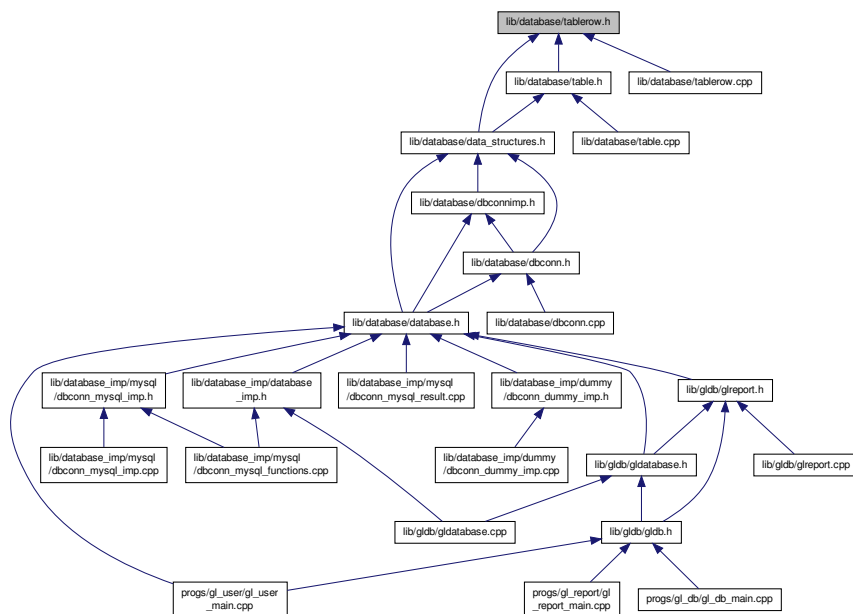 lib/database/tablerow.h
lib/database/table.h
lib/database/tablerow.cpp
lib/database/data_structures.h
lib/database/table.cpp
lib/database/dbconnimp.h
lib/database/dbconn.h
lib/database/database.h
lib/database/dbconn.cpp
lib/database_imp/mysql
/dbconn_mysql_imp.h
lib/database_imp/database
_imp.h
lib/database_imp/mysql
/dbconn_mysql_result.cpp
lib/database_imp/dummy
/dbconn_dummy_imp.h
lib/gldb/glreport.h
lib/database_imp/mysql
/dbconn_mysql_imp.cpp
lib/database_imp/mysql
/dbconn_mysql_functions.cpp
lib/database_imp/dummy
/dbconn_dummy_imp.cpp
lib/gldb/gldatabase.h
lib/gldb/glreport.cpp
lib/gldb/gldatabase.cpp
lib/gldb/gldb.h
progs/gl_user/gl_user
_main.cpp
progs/gl_report/gl
_report_main.cpp
progs/gl_db/gl_db_main.cpp